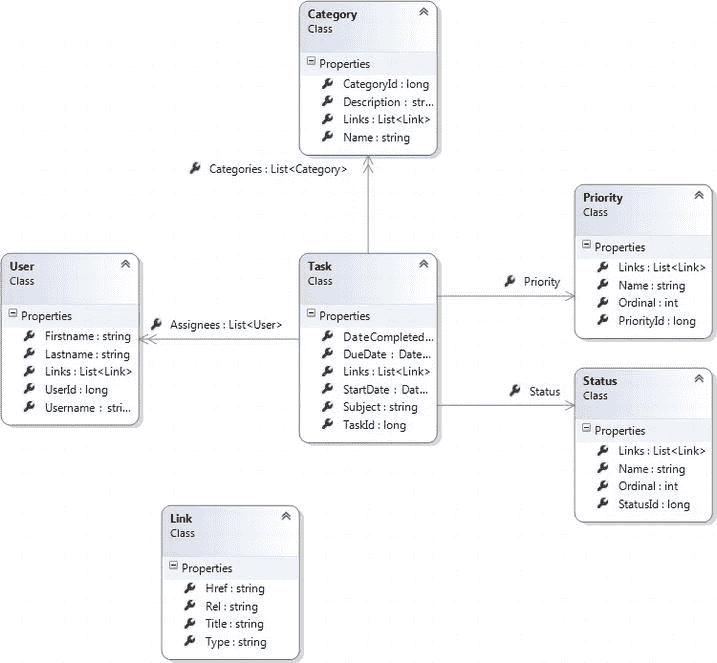 Category
Class
Properties
CategoryId : long
Description : str...
Links : List<Link>
Name : string
Categories : List<Category>
Priority
Class
Properties
Links : List<Link>
Name : string
Ordinal : int
PriorityId : long
User
Class
Properties
Firstname : string
Lastname : string
Links : List<Link>
UserId : long
Username : stri...
Assignees : List<User>
Task
Class
Properties
DateCompleted...
DueDate : Date...
Links : List<Link>
StartDate : Dat...
Subject : string
TaskId : long
Priority
Status
Status
Class
Properties
Links : List<Link>
Name : string
Ordinal : int
StatusId : long
Link
Class
Properties
Href : string
Rel : string
Title : string
Type : string